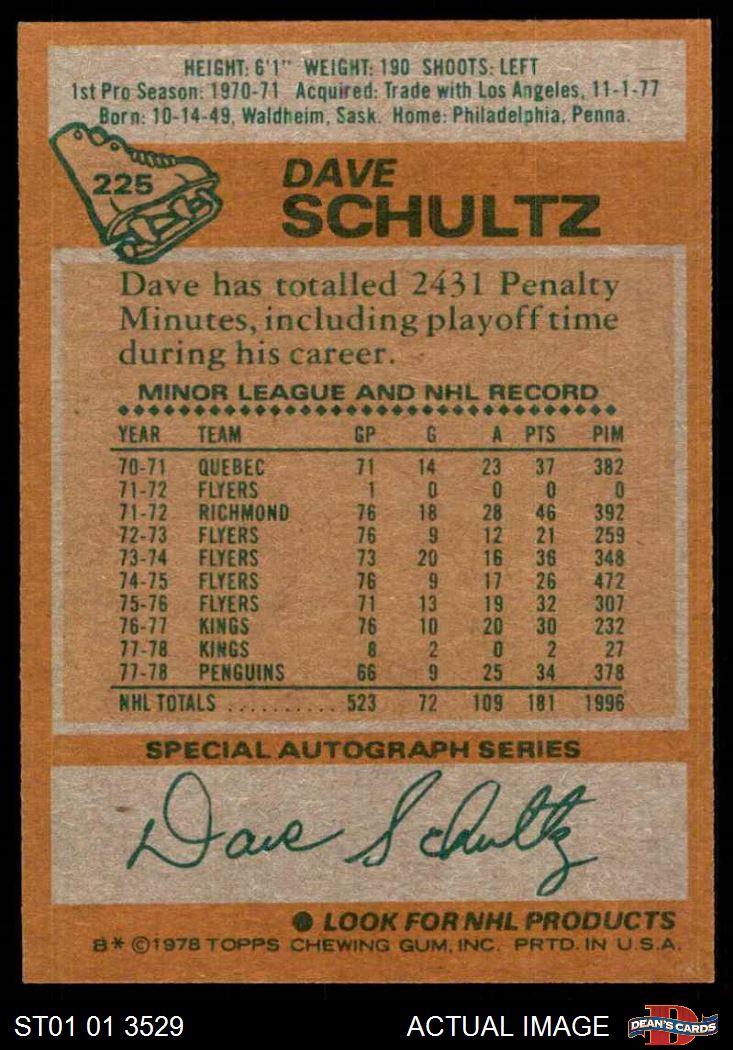 HEIGHT: 6'1" WEIGHT: 190 SHOOTS: LEFT
1st Pro Season: 1970-71 Acquired: Trade with Los Angeles, 11-1-77
Born: 10-14-49, Waldheim, Sask. Home: Philadelphia, Penna.
225
DAVE
SCHULTZ
Dave has totalled 2431 Penalty
Minutes, including playoff time
during his career.
MINOR LEAGUE AND NHL RECORD
YEAR TEAM GP G A PTS PIM
70-71 QUEBEC 71 14 23 37 382
71-72 FLYERS 1 0 0 0 0
71-72 RICHMOND 76 18 28 46 392
72-73 FLYERS 76 9 12 21 259
73-74 FLYERS 73 20 16 36 348
74-75 FLYERS 76 9 17 26 472
75-76 FLYERS 71 13 19 32 307
76-77 KINGS 76 10 20 30 232
77-78 KINGS 8 2 0 2 27
77-78 PENGUINS 66 9 25 34 378
NHL TOTALS .......... 523 72 109 181 1996
SPECIAL AUTOGRAPH SERIES
Dave Schultz
● LOOK FOR NHL PRODUCTS
B* ©1978 TOPPS CHEWING GUM, INC. PRTD. IN U.S.A.
ST01 01 3529 ACTUAL IMAGE D DEAN'S CARDS